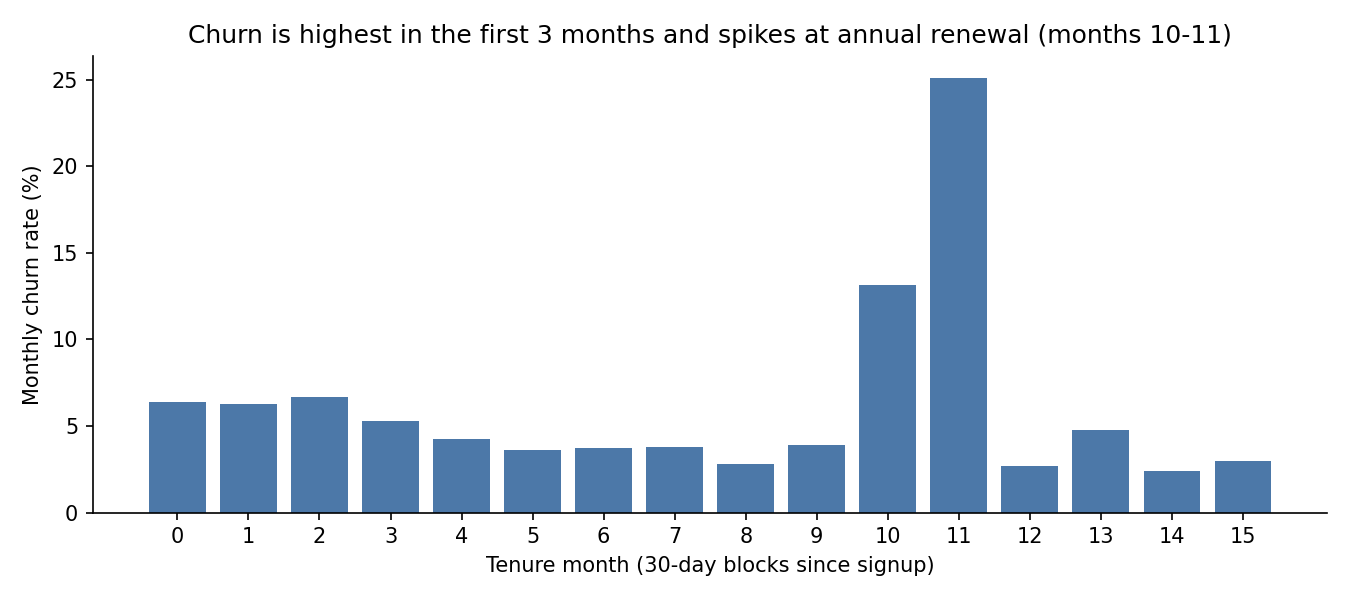 Churn is highest in the first 3 months and spikes at annual renewal (months 10-11)
Monthly churn rate (%)
25
20
15
10
5
0
0 1 2 3 4 5 6 7 8 9 10 11 12 13 14 15
Tenure month (30-day blocks since signup)